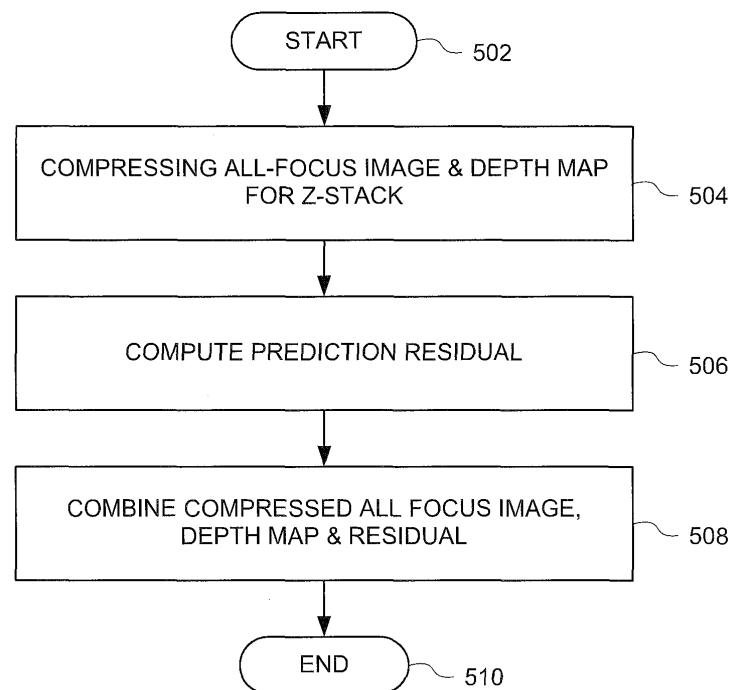 START
502
COMPRESSING ALL-FOCUS IMAGE & DEPTH MAP
FOR Z-STACK
504
COMPUTE PREDICTION RESIDUAL
506
COMBINE COMPRESSED ALL FOCUS IMAGE,
DEPTH MAP & RESIDUAL
508
END
510